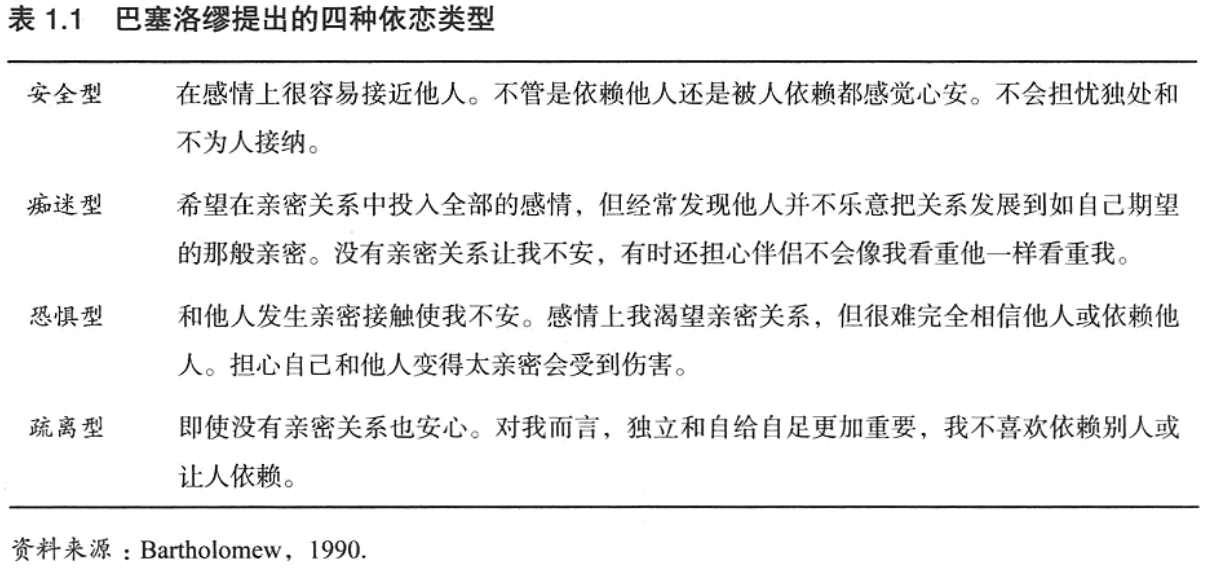 表 1.1 巴塞洛缪提出的四种依恋类型
安全型 在感情上很容易接近他人。不管是依赖他人还是被人依赖都感觉心安。不会担忧独处和
不为人接纳。
痴迷型 希望在亲密关系中投入全部的感情，但经常发现他人并不乐意把关系发展到如自己期望
的那般亲密。没有亲密关系让我不安，有时还担心伴侣不会像我看重他一样看重我。
恐惧型 和他人发生亲密接触使我不安。感情上我渴望亲密关系，但很难完全相信他人或依赖他
人。担心自己和他人变得太亲密会受到伤害。
疏离型 即使没有亲密关系也安心。对我而言，独立和自给自足更加重要，我不喜欢依赖别人或
让人依赖。
资料来源：Bartholomew，1990.